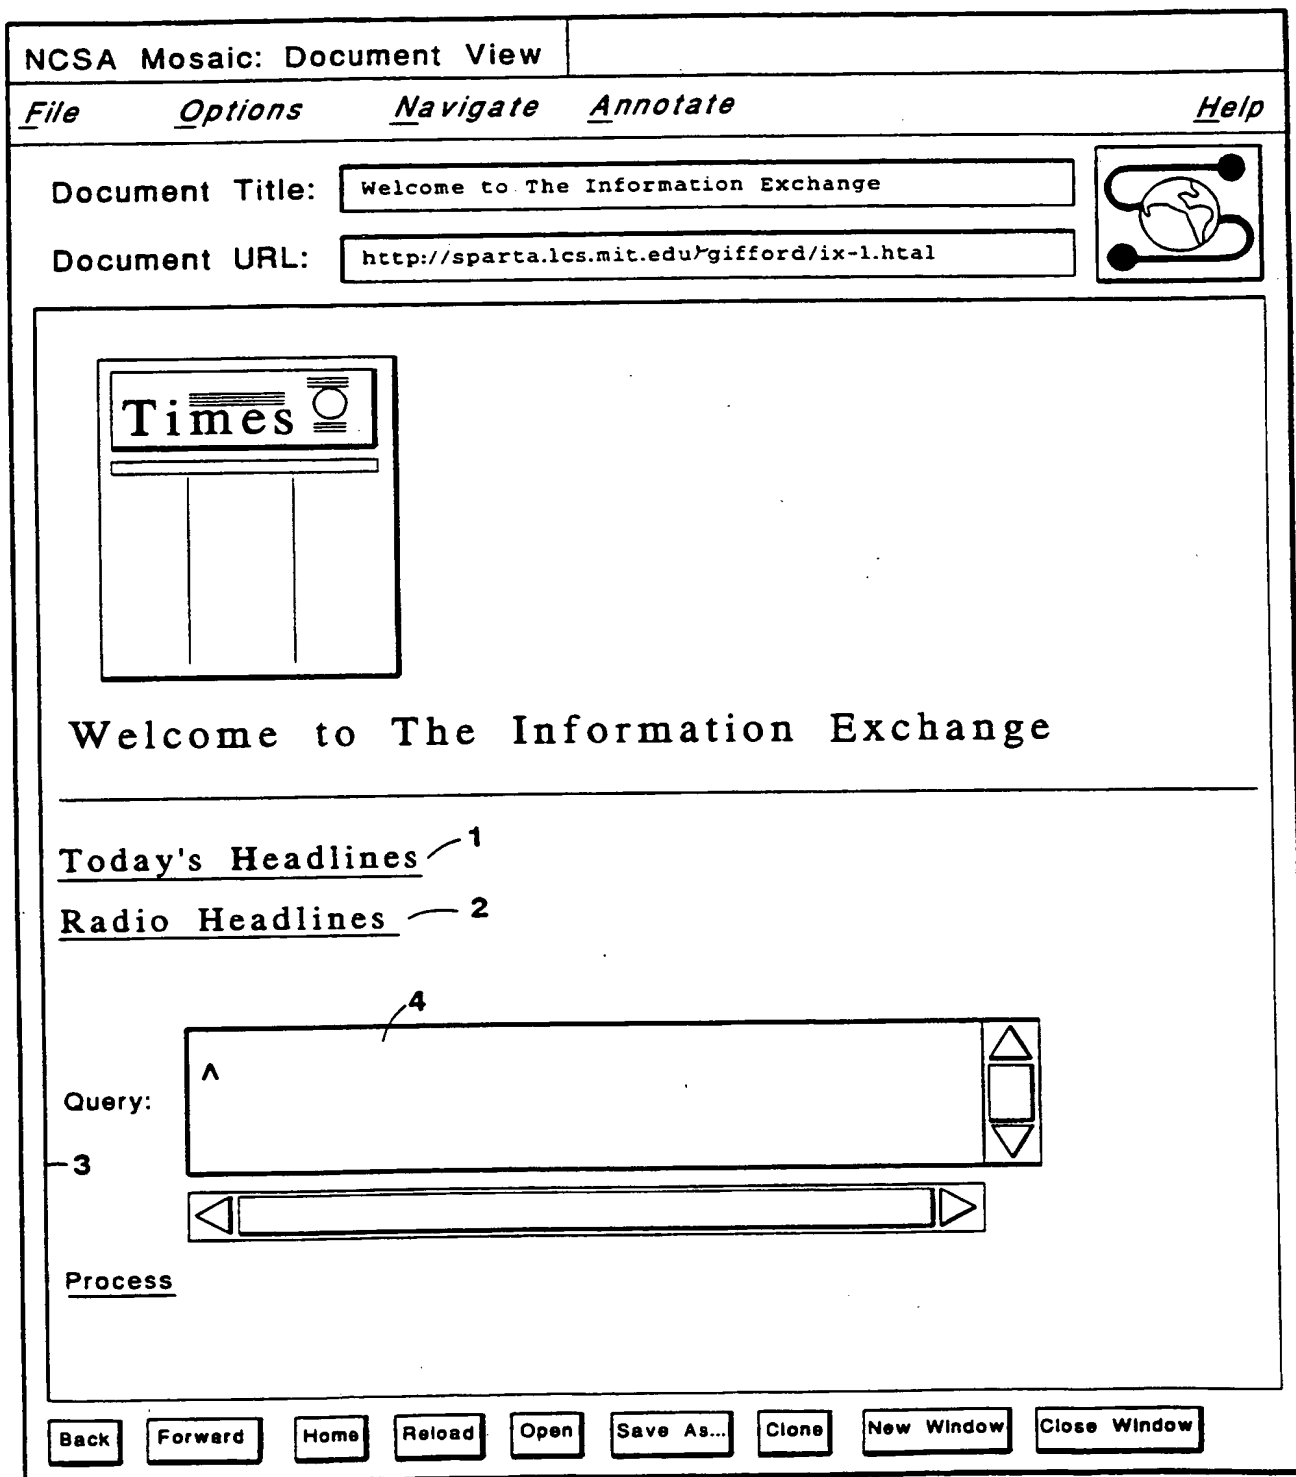 NCSA Mosaic: Document View
File Options Navigate Annotate Help
Document Title: Welcome to The Information Exchange
Document URL: http://sparta.lcs.mit.edu/~gifford/ix-1.html
Times
Welcome to The Information Exchange
Today's Headlines 1
Radio Headlines 2
4
^
Query:
3
Process
Back Forward Home Reload Open Save As... Clone New Window Close Window